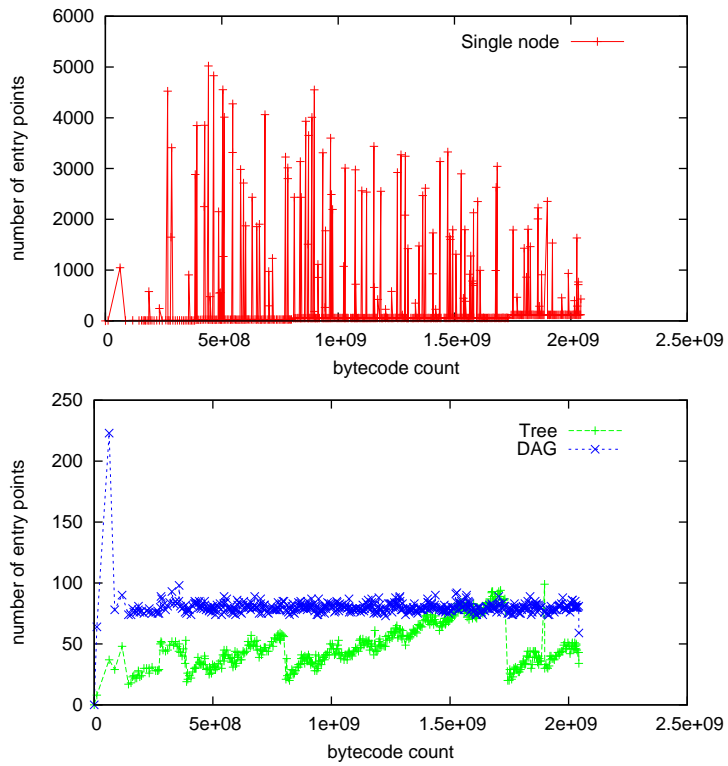 6000
5000
4000
3000
2000
1000
0
number of entry points
Single node
0 5e+08 1e+09 1.5e+09 2e+09 2.5e+09
bytecode count
250
200
150
100
50
0
number of entry points
Tree
DAG
0 5e+08 1e+09 1.5e+09 2e+09 2.5e+09
bytecode count